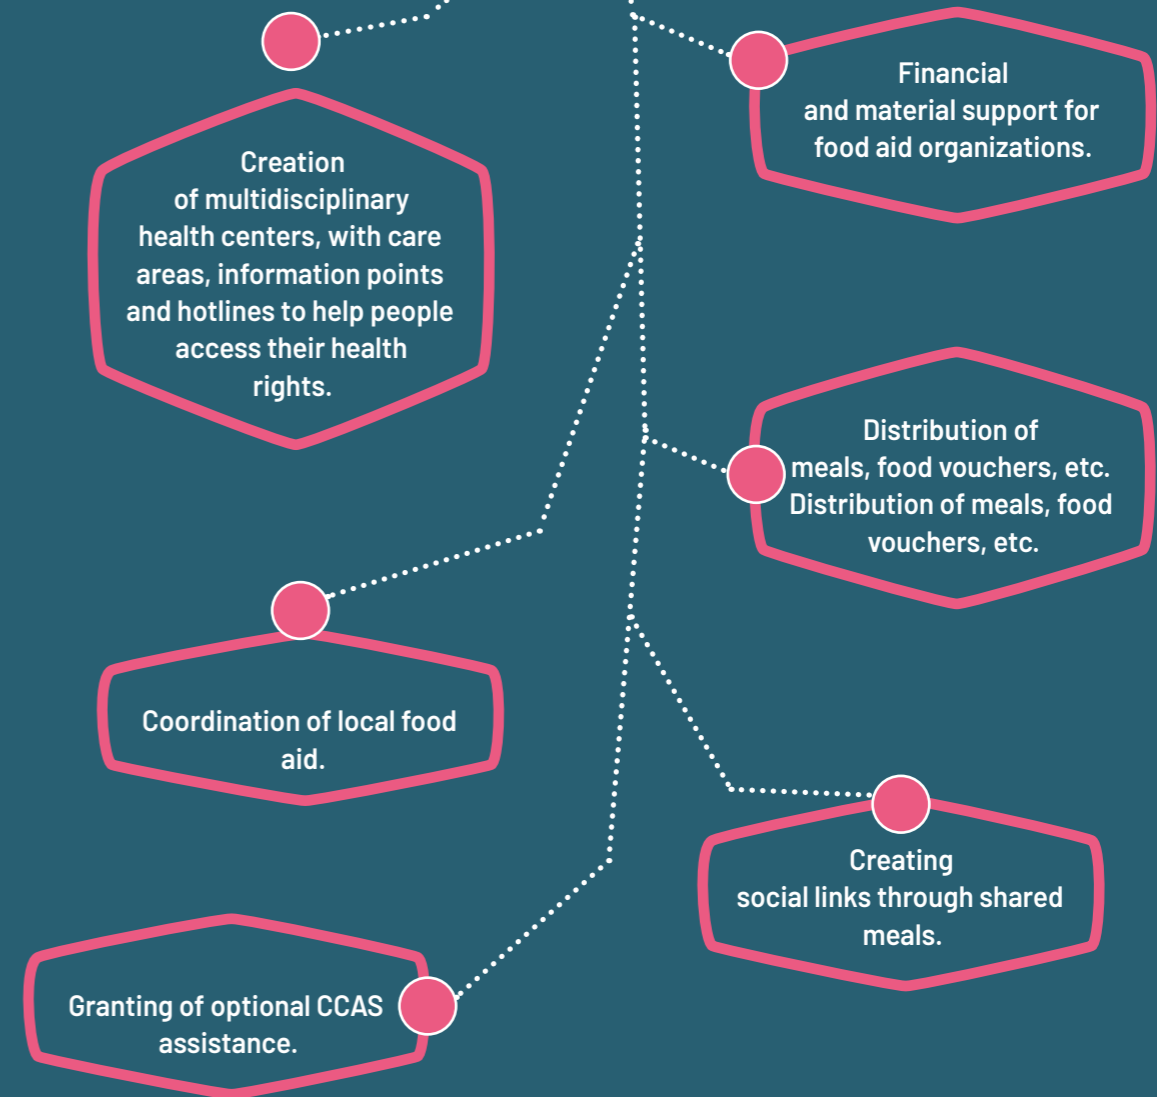 Financial
and material support for
food aid organizations.
Creation
of multidisciplinary
health centers, with care
areas, information points
and hotlines to help people
access their health
rights.
Distribution of
meals, food vouchers, etc.
Distribution of meals, food
vouchers, etc.
Coordination of local food
aid.
Creating
social links through shared
meals.
Granting of optional CCAS
assistance.